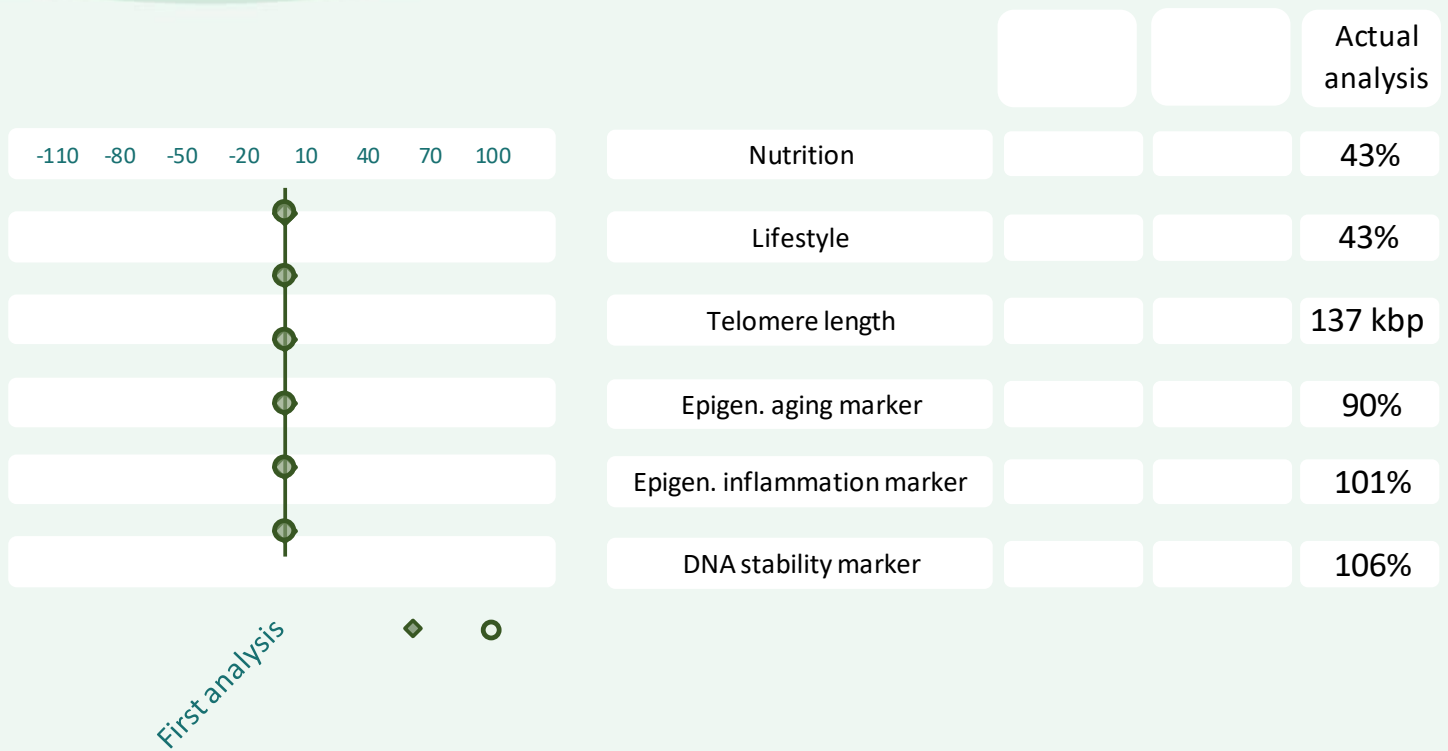 Actual
analysis
-110 -80 -50 -20 10 40 70 100
Nutrition
43%
Lifestyle
43%
Telomere length
137 kbp
Epigen. aging marker
90%
Epigen. inflammation marker
101%
DNA stability marker
106%
First analysis